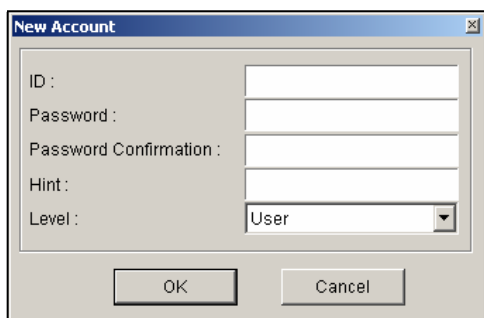 New Account
ID :
Password :
Password Confirmation :
Hint :
Level : User
OK Cancel